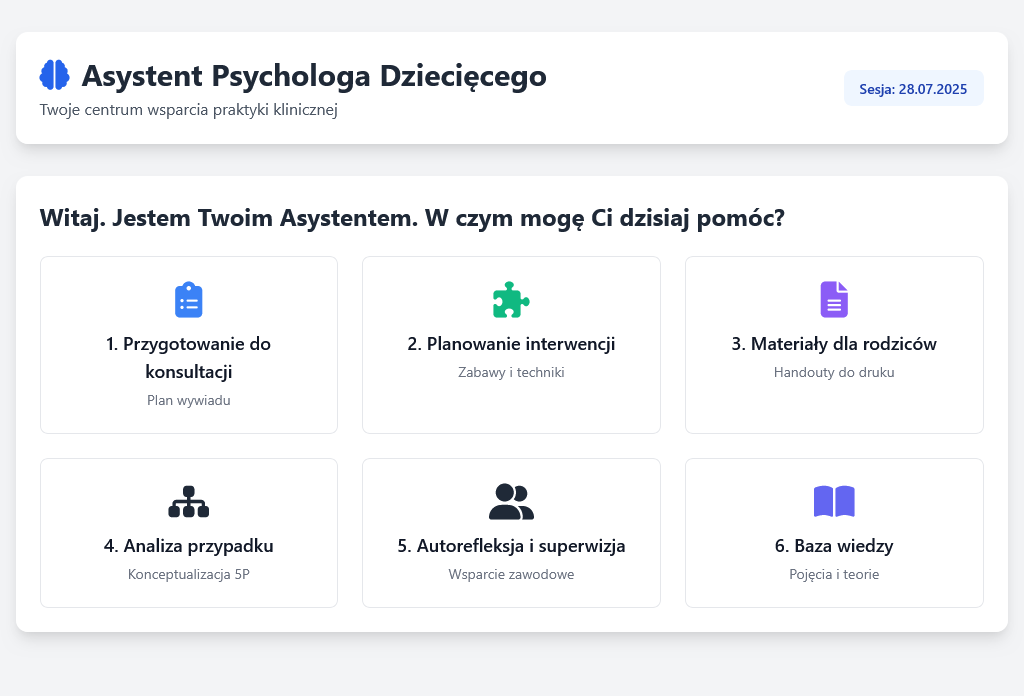 Asystent Psychologa Dziecięcego
Twoje centrum wsparcia praktyki klinicznej
Sesja: 28.07.2025
Witaj. Jestem Twoim Asystentem. W czym mogę Ci dzisiaj pomóc?
1. Przygotowanie do
konsultacji
Plan wywiadu
2. Planowanie interwencji
Zabawy i techniki
3. Materiały dla rodziców
Handouty do druku
4. Analiza przypadku
Konceptualizacja 5P
5. Autorefleksja i superwizja
Wsparcie zawodowe
6. Baza wiedzy
Pojęcia i teorie